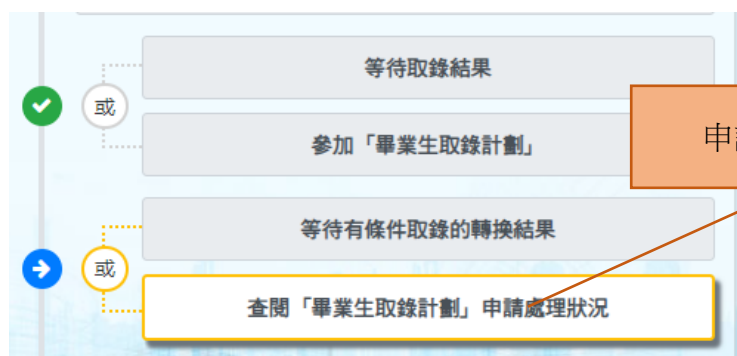 等待取錄結果
或
參加「畢業生取錄計劃」
申
等待有條件取錄的轉換結果
或
查閱「畢業生取錄計劃」申請處理狀況